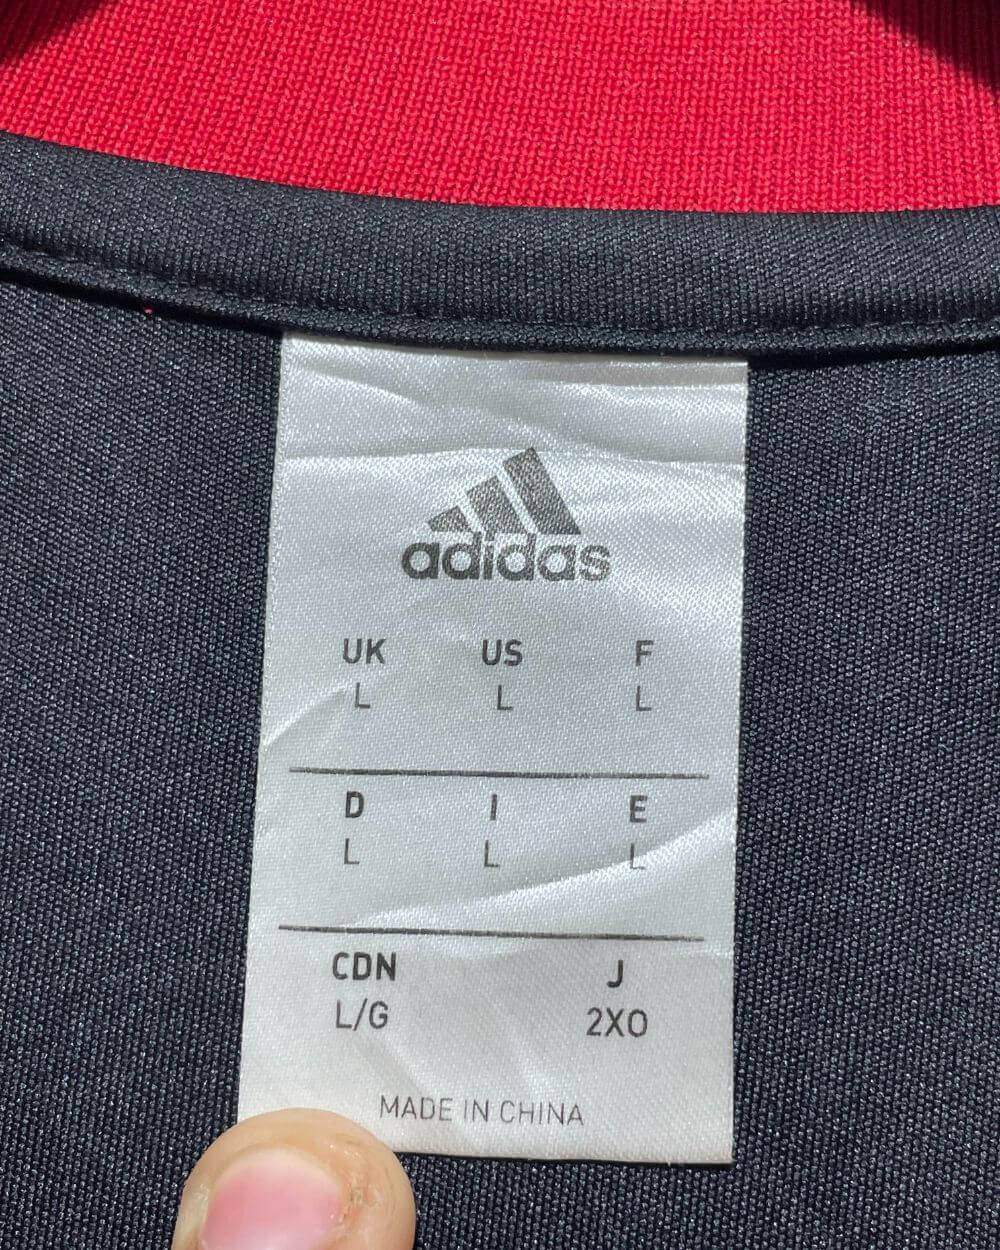 adidas
UK US F
L L L
D I E
L L L
CDN J
L/G 2XO
MADE IN CHINA